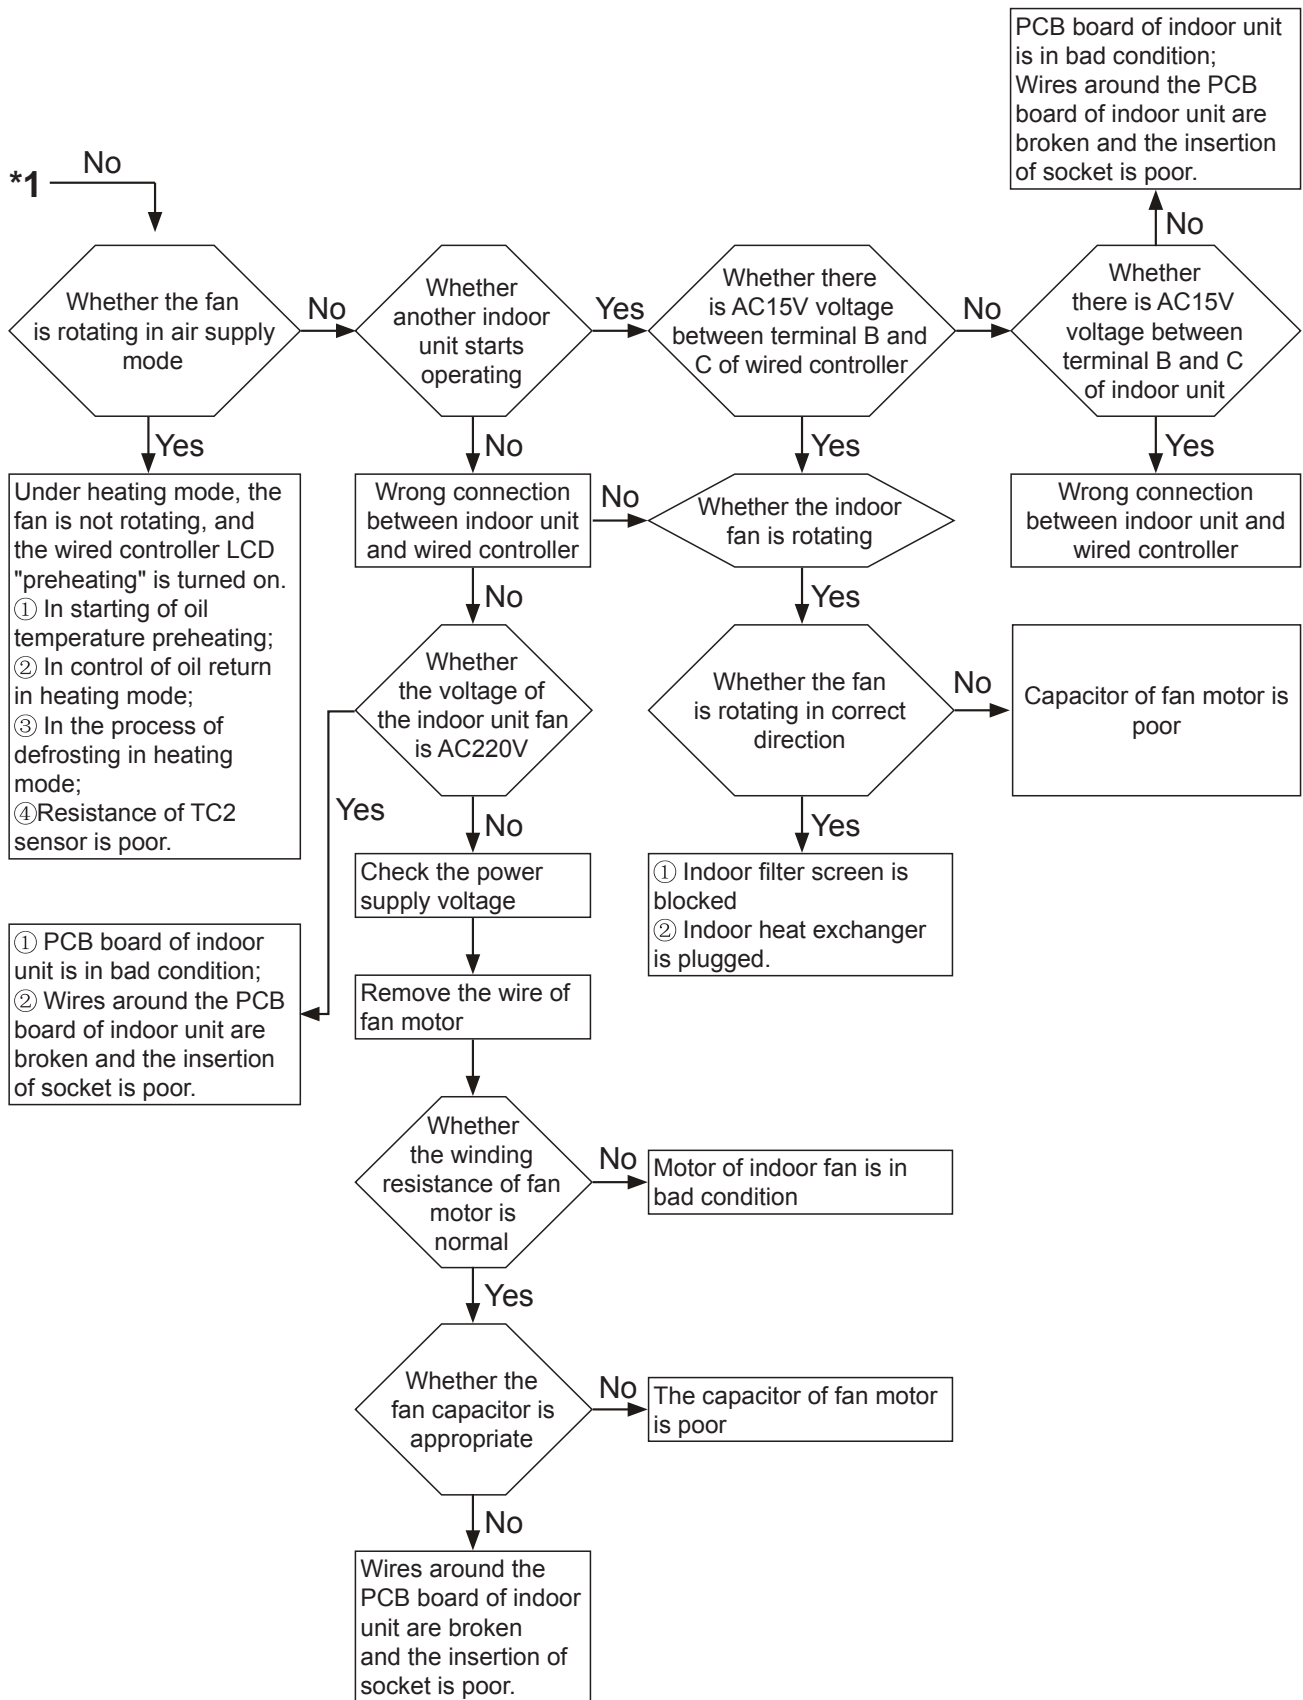 PCB board of indoor unit
is in bad condition;
Wires around the PCB
board of indoor unit are
broken and the insertion
of socket is poor.
*1
No
No
Whether the fan
is rotating in air supply
mode
No
Whether
another indoor
unit starts
operating
Yes
Whether there
is AC15V voltage
between terminal B and
C of wired controller
No
Whether
there is AC15V
voltage between
terminal B and C
of indoor unit
Yes
No
Yes
Yes
Under heating mode, the
fan is not rotating, and
the wired controller LCD
"preheating" is turned on.
① In starting of oil
temperature preheating;
② In control of oil return
in heating mode;
③ In the process of
defrosting in heating
mode;
④Resistance of TC2
sensor is poor.
Wrong connection
between indoor unit
and wired controller
No
Whether the indoor
fan is rotating
Wrong connection
between indoor unit and
wired controller
No
Yes
Whether
the voltage of
the indoor unit fan
is AC220V
Whether the fan
is rotating in correct
direction
No
Capacitor of fan motor is
poor
Yes
No
Yes
Check the power
supply voltage
① Indoor filter screen is
blocked
② Indoor heat exchanger
is plugged.
① PCB board of indoor
unit is in bad condition;
② Wires around the PCB
board of indoor unit are
broken and the insertion
of socket is poor.
Remove the wire of
fan motor
Whether
the winding
resistance of fan
motor is
normal
No
Motor of indoor fan is in
bad condition
Yes
Whether the
fan capacitor is
appropriate
No
The capacitor of fan motor
is poor
No
Wires around the
PCB board of indoor
unit are broken
and the insertion of
socket is poor.